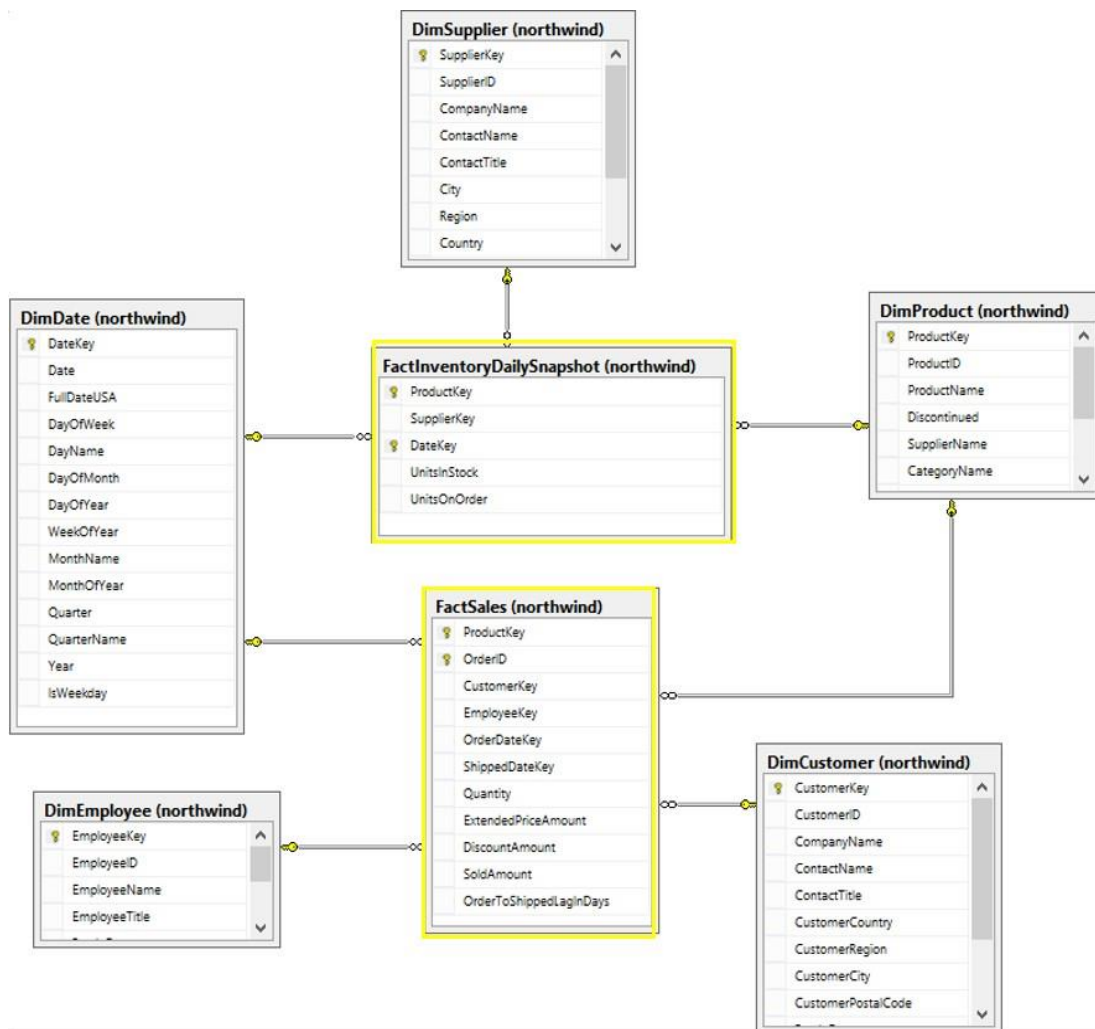 DimSupplier (northwind)
SupplierKey
SupplierID
CompanyName
ContactName
ContactTitle
City
Region
Country
DimDate (northwind)
DateKey
Date
FullDateUSA
DayOfWeek
DayName
DayOfMonth
DayOfYear
WeekOfYear
MonthName
MonthOfYear
Quarter
QuarterName
Year
IsWeekday
FactInventoryDailySnapshot (northwind)
ProductKey
SupplierKey
DateKey
UnitsInStock
UnitsOnOrder
DimProduct (northwind)
ProductKey
ProductID
ProductName
Discontinued
SupplierName
CategoryName
FactSales (northwind)
ProductKey
OrderID
CustomerKey
EmployeeKey
OrderDateKey
ShippedDateKey
Quantity
ExtendedPriceAmount
DiscountAmount
SoldAmount
OrderToShippedLagInDays
DimEmployee (northwind)
EmployeeKey
EmployeeID
EmployeeName
EmployeeTitle
DimCustomer (northwind)
CustomerKey
CustomerID
CompanyName
ContactName
ContactTitle
CustomerCountry
CustomerRegion
CustomerCity
CustomerPostalCode